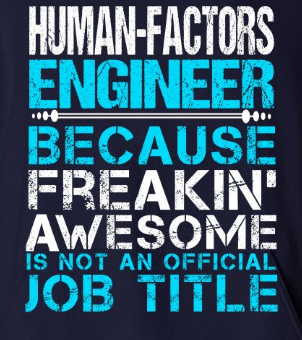 HUMAN-FACTORS
ENGINEER
BECAUSE
FREAKIN'
AWESOME
IS NOT AN OFFICIAL
JOB TITLE